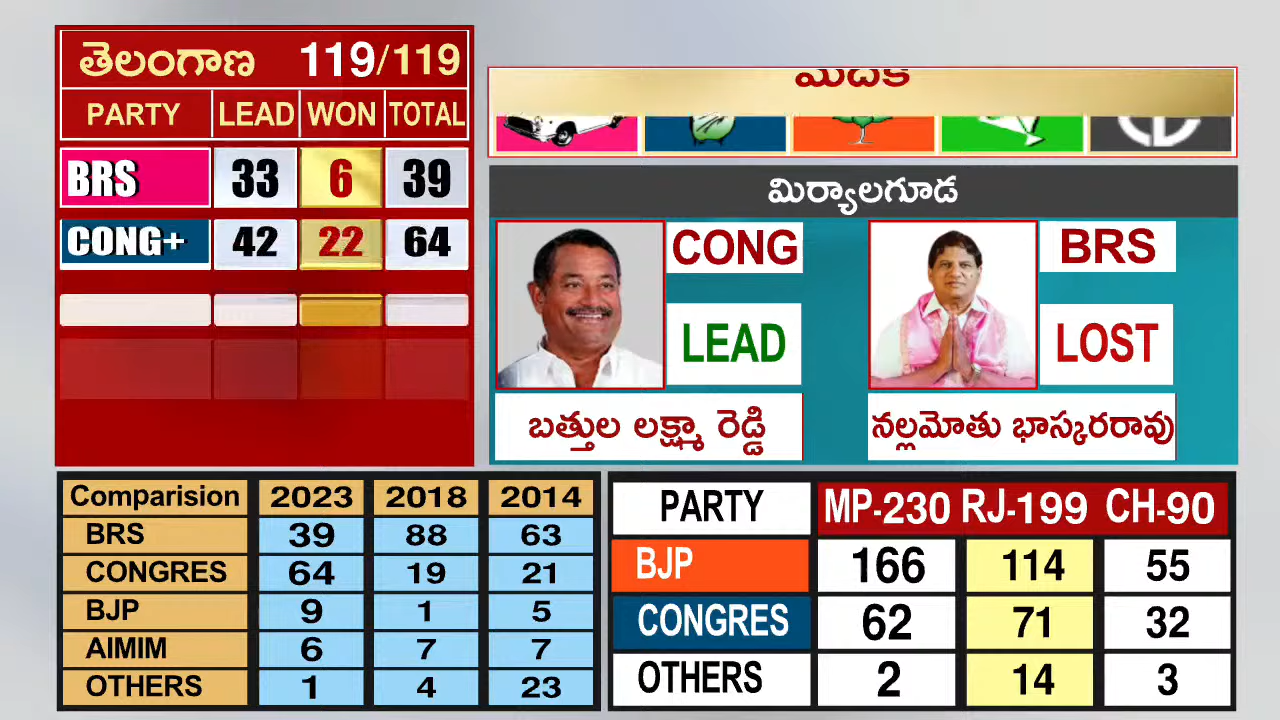 తెలంగాణ 119/119
PARTY LEAD WON TOTAL
BRS 33 6 39
CONG+ 42 22 64
మెదక్
మిర్యాలగూడ
CONG
LEAD
బత్తుల లక్ష్మా రెడ్డి
BRS
LOST
నల్లమోతు భాస్కరరావు
Comparision 2023 2018 2014
BRS 39 88 63
CONGRES 64 19 21
BJP 9 1 5
AIMIM 6 7 7
OTHERS 1 4 23
PARTY MP-230 RJ-199 CH-90
BJP 166 114 55
CONGRES 62 71 32
OTHERS 2 14 3